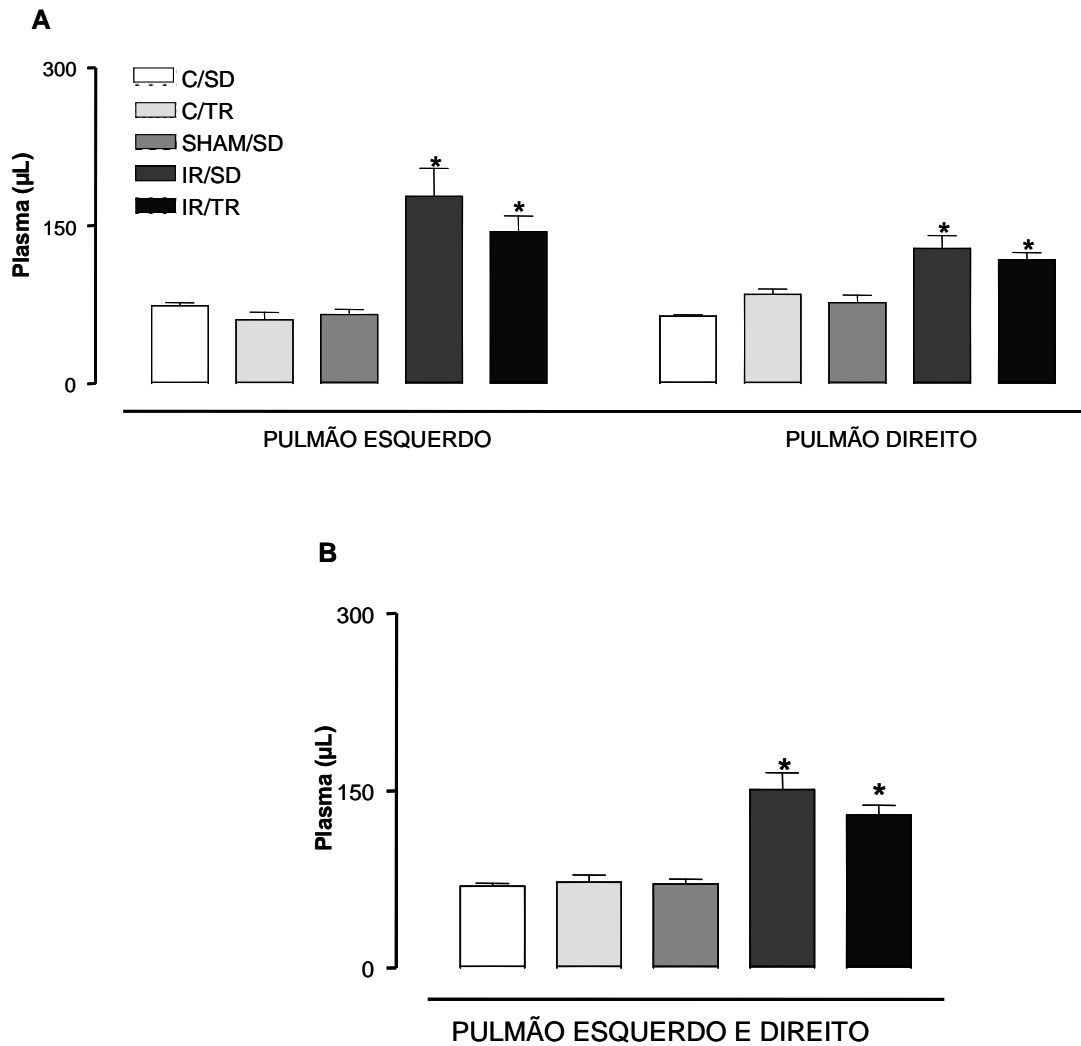 A
300
150
0
Plasma (µL)
C/SD
C/TR
SHAM/SD
IR/SD
IR/TR
*
*
*
*
PULMÃO ESQUERDO
PULMÃO DIREITO
B
300
150
0
Plasma (µL)
*
*
PULMÃO ESQUERDO E DIREITO